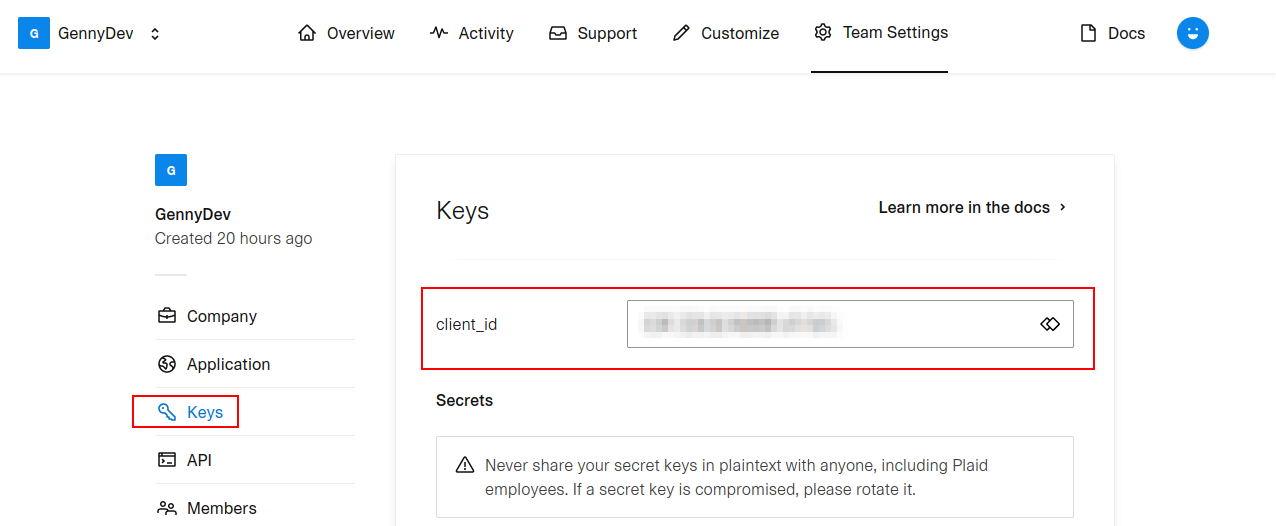 G GennyDev Overview Activity Support Customize Team Settings Docs
G
GennyDev
Created 20 hours ago
Company
Application
Keys
API
Members
Keys
Learn more in the docs
client_id
Secrets
Never share your secret keys in plaintext with anyone, including Plaid
employees. If a secret key is compromised, please rotate it.